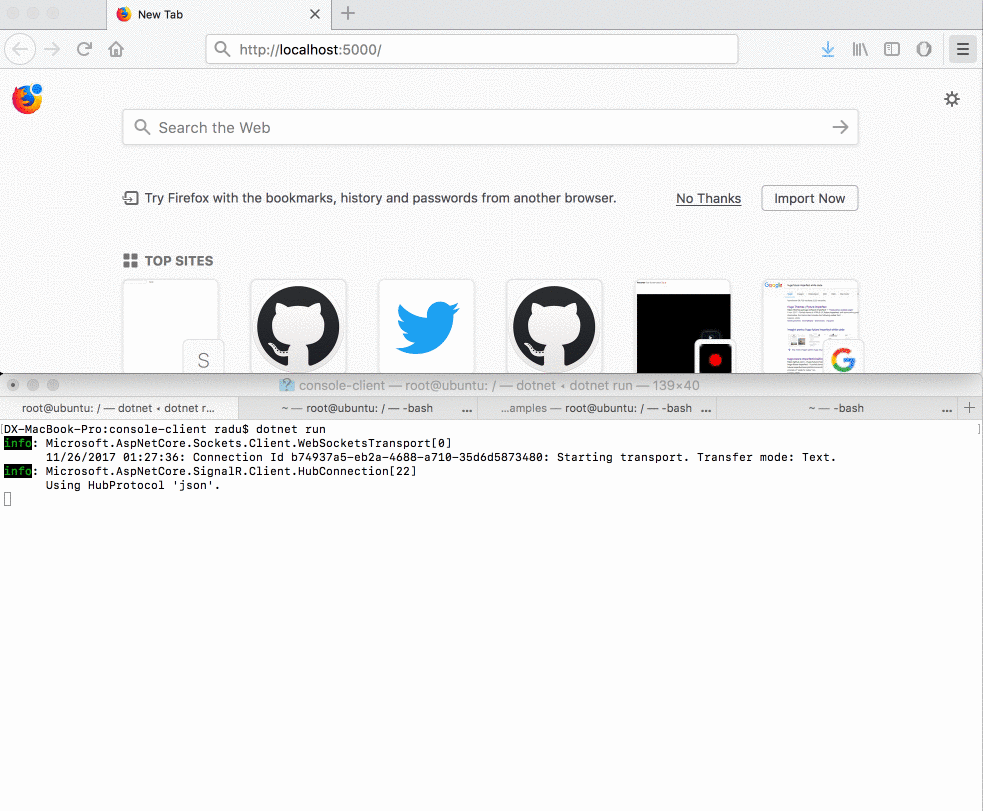 New Tab
http://localhost:5000/
Search the Web
Try Firefox with the bookmarks, history and passwords from another browser.
No Thanks
Import Now
TOP SITES
S
Google
G
console-client — root@ubuntu: / — dotnet ◂ dotnet run — 139×40
root@ubuntu: / — dotnet ◂ dotnet r...
~ — root@ubuntu: / — -bash ...
...amples — root@ubuntu: / — -bash ...
~ — -bash ...
[DX-MacBook-Pro:console-client radu$ dotnet run ]
info: Microsoft.AspNetCore.Sockets.Client.WebSocketsTransport[0]
11/26/2017 01:27:36: Connection Id b74937a5-eb2a-4688-a710-35d6d5873480: Starting transport. Transfer mode: Text.
info: Microsoft.AspNetCore.SignalR.Client.HubConnection[22]
Using HubProtocol 'json'.